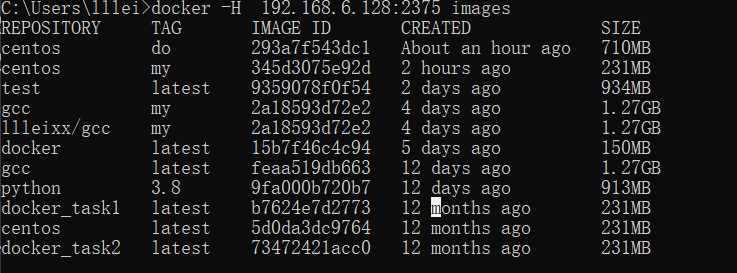 C:\Users\lllei>docker -H  192.168.6.128:2375 images
REPOSITORY     TAG       IMAGE ID       CREATED             SIZE
centos         do        293a7f543dc1   About an hour ago   710MB
centos         my        345d3075e92d   2 hours ago         231MB
test           latest    9359078f0f54   2 days ago          934MB
gcc            my        2a18593d72e2   4 days ago          1.27GB
llleixx/gcc    my        2a18593d72e2   4 days ago          1.27GB
docker         latest    15b7f46c4c94   5 days ago          150MB
gcc            latest    feaa519db663   12 days ago         1.27GB
python         3.8       9fa000b720b7   12 days ago         913MB
docker_task1   latest    b7624e7d2773   12 months ago       231MB
centos         latest    5d0da3dc9764   12 months ago       231MB
docker_task2   latest    73472421acc0   12 months ago       231MB